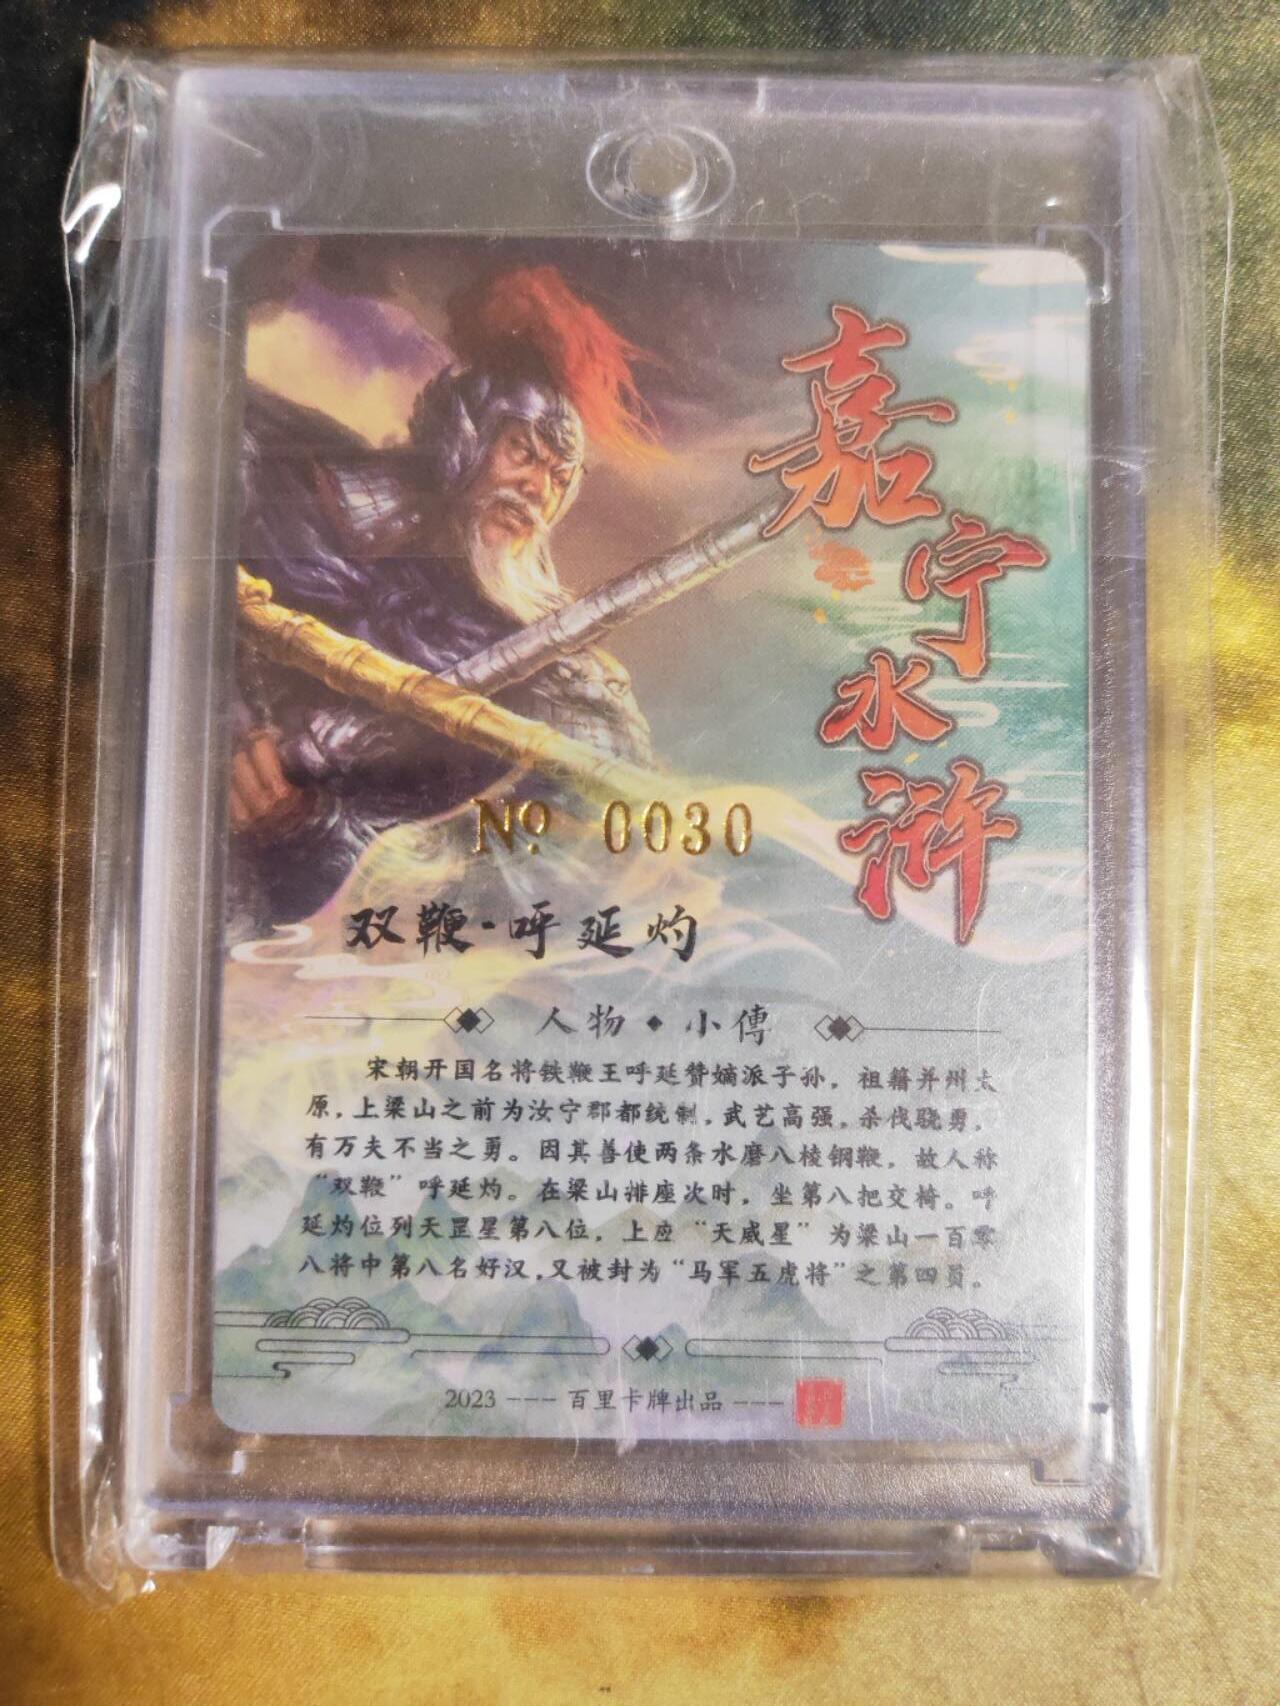 嘉宁水浒
No 0030
双鞭·呼延灼
人物◆小傳
宋朝开国名将铁鞭王呼延赞嫡派子孙，祖籍并州太
原，上梁山之前为汝宁郡都统制，武艺高强，杀伐骁勇，
有万夫不当之勇。因其善使两条水磨八棱钢鞭，故人称
“双鞭”呼延灼。在梁山排座次时，坐第八把交椅。呼
延灼位列天罡星第八位，上应“天威星”为梁山一百零
八将中第八名好汉，又被封为“马军五虎将”之第四员。
2023 --- 百里卡牌出品 ---